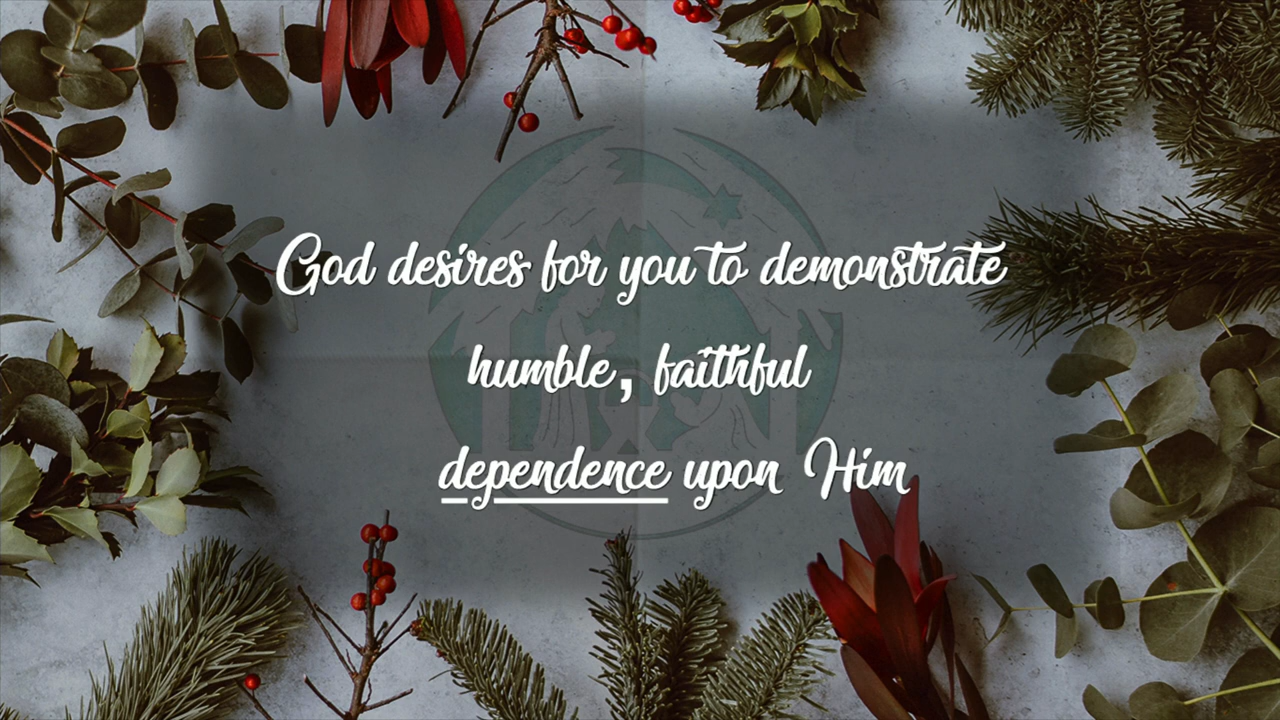 God desires for you to demonstrate
humble, faithful
dependence upon Him